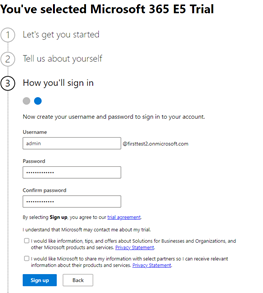 You've selected Microsoft 365 E5 Trial
1 Let's get you started
2 Tell us about yourself
3 How you'll sign in
Now create your username and password to sign in to your account.
Username
admin @firsttest2.onmicrosoft.com
Password
•••••••••••••
Confirm password
•••••••••••••
By selecting Sign up, you agree to our trial agreement.
I understand that Microsoft may contact me about my trial.
I would like information, tips, and offers about Solutions for Businesses and Organizations, and
other Microsoft products and services. Privacy Statement.
I would like Microsoft to share my information with select partners so I can receive relevant
information about their products and services. Privacy Statement.
Sign up Back